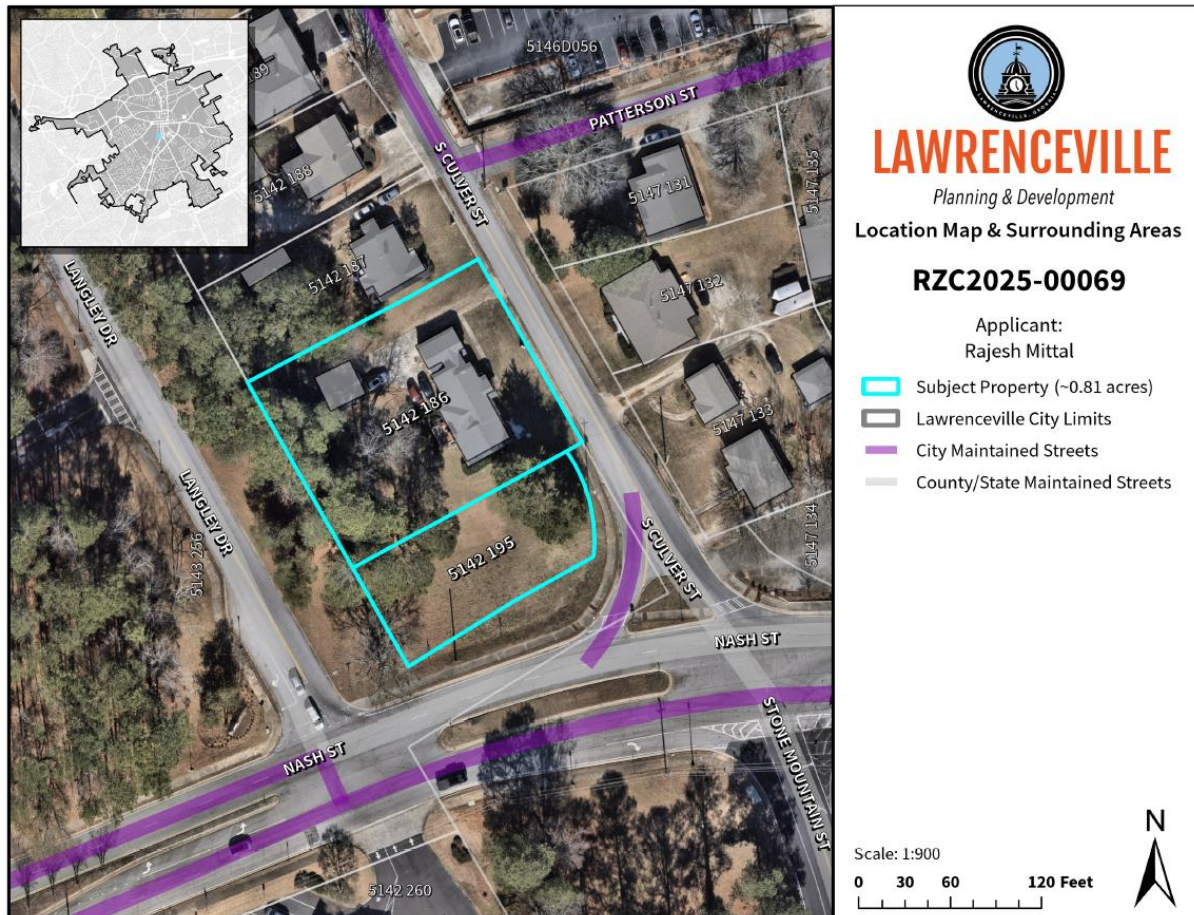 5146D056
189
PATTERSON ST
S CULVER ST
5142 188
5147 131
5147 135
LANGLEY DR
5142 187
5147 132
5142 186
5147 133
LANGLEY DR
5143 256
5142 195
S CULVER ST
5147 134
NASH ST
NASH ST
STONE MOUNTAIN ST
5142 260
LAWRENCEVILLE, GEORGIA
LAWRENCEVILLE
Planning & Development
Location Map & Surrounding Areas
RZC2025-00069
Applicant:
Rajesh Mittal
Subject Property (~0.81 acres)
Lawrenceville City Limits
City Maintained Streets
County/State Maintained Streets
N
Scale: 1:900
0 30 60 120 Feet